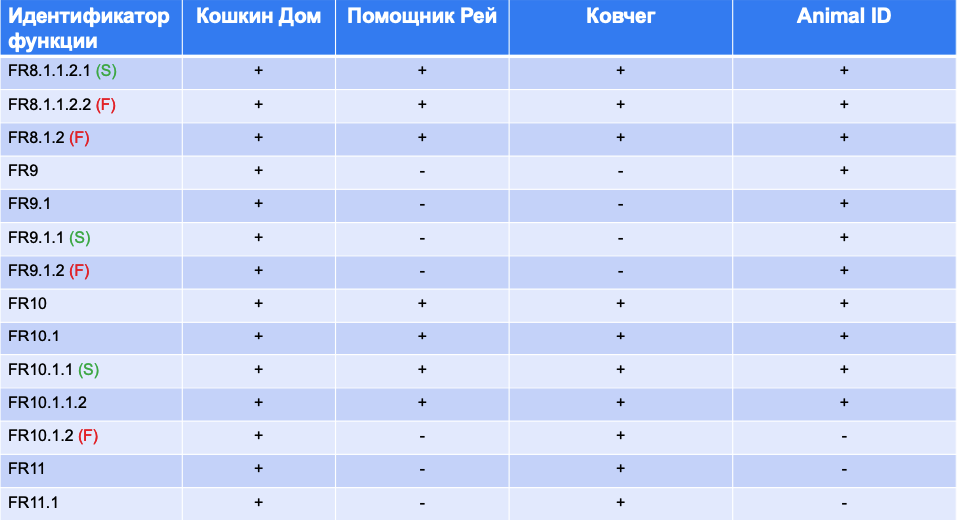 Идентификатор функции Кошкин Дом Помощник Рей Ковчег Animal ID
FR8.1.1.2.1 (S) + + + +
FR8.1.1.2.2 (F) + + + +
FR8.1.2 (F) + + + +
FR9 + - - +
FR9.1 + - - +
FR9.1.1 (S) + - - +
FR9.1.2 (F) + - - +
FR10 + + + +
FR10.1 + + + +
FR10.1.1 (S) + + + +
FR10.1.1.2 + + + +
FR10.1.2 (F) + - + -
FR11 + - + -
FR11.1 + - + -